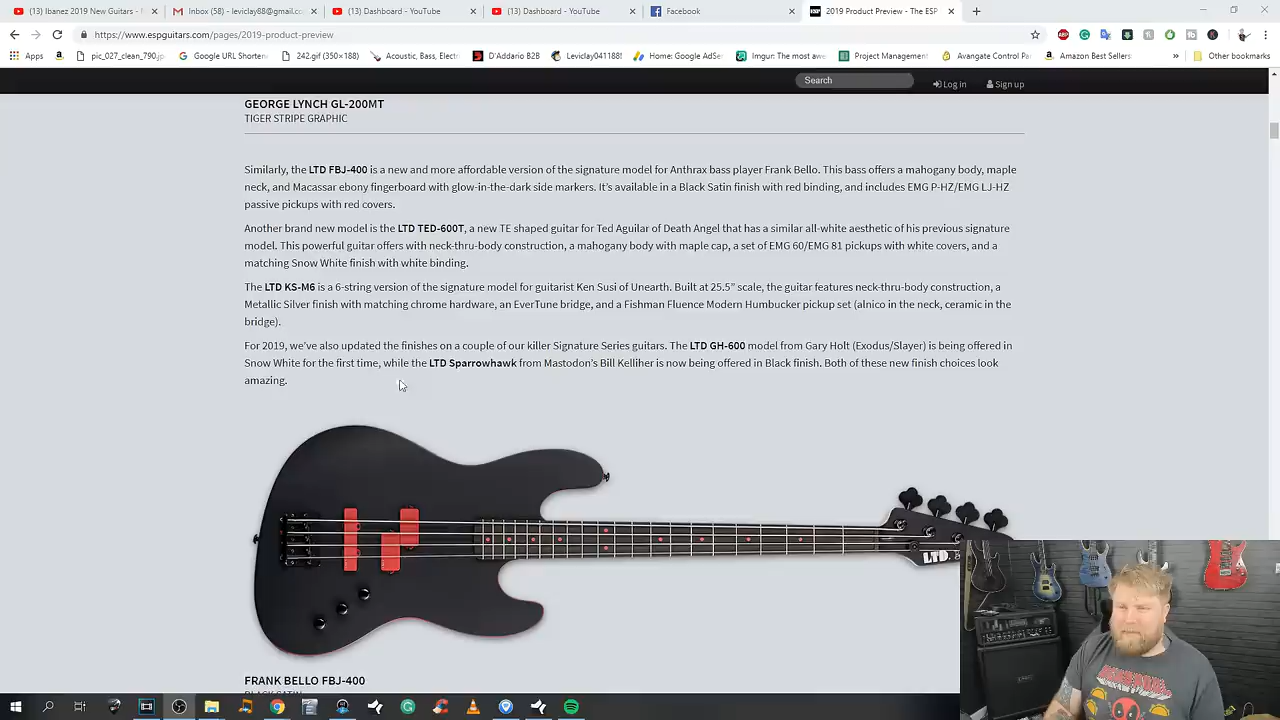 (13) Ibanez 2019 New Guitars - N
Inbox (58) - leviclay68@gmail.co
(13) Dashboard - YouTube
(13) Dashboard - YouTube
Facebook
2019 Product Preview - The ESP
https://www.espguitars.com/pages/2019-product-preview
Apps
pic_027_clean_790.jp
Google URL Shortene
242.gif (350×188)
Acoustic, Bass, Electr
D'Addario B2B
Leviclay0411881
Home: Google AdSen
Imgur: The most awe
Project Management
Avangate Control Pa
Amazon Best Sellers
Other bookmarks
Search
Log in
Sign up
GEORGE LYNCH GL-200MT
TIGER STRIPE GRAPHIC
Similarly, the LTD FBJ-400 is a new and more affordable version of the signature model for Anthrax bass player Frank Bello. This bass offers a mahogany body, maple
neck, and Macassar ebony fingerboard with glow-in-the-dark side markers. It's available in a Black Satin finish with red binding, and includes EMG P-HZ/EMG LJ-HZ
passive pickups with red covers.
Another brand new model is the LTD TED-600T, a new TE shaped guitar for Ted Aguilar of Death Angel that has a similar all-white aesthetic of his previous signature
model. This powerful guitar offers with neck-thru-body construction, a mahogany body with maple cap, a set of EMG 60/EMG 81 pickups with white covers, and a
matching Snow White finish with white binding.
The LTD KS-M6 is a 6-string version of the signature model for guitarist Ken Susi of Unearth. Built at 25.5" scale, the guitar features neck-thru-body construction, a
Metallic Silver finish with matching chrome hardware, an EverTune bridge, and a Fishman Fluence Modern Humbucker pickup set (alnico in the neck, ceramic in the
bridge).
For 2019, we've also updated the finishes on a couple of our killer Signature Series guitars. The LTD GH-600 model from Gary Holt (Exodus/Slayer) is being offered in
Snow White for the first time, while the LTD Sparrowhawk from Mastodon's Bill Kelliher is now being offered in Black finish. Both of these new finish choices look
amazing.
LTD
FRANK BELLO FBJ-400
BLACK SATIN